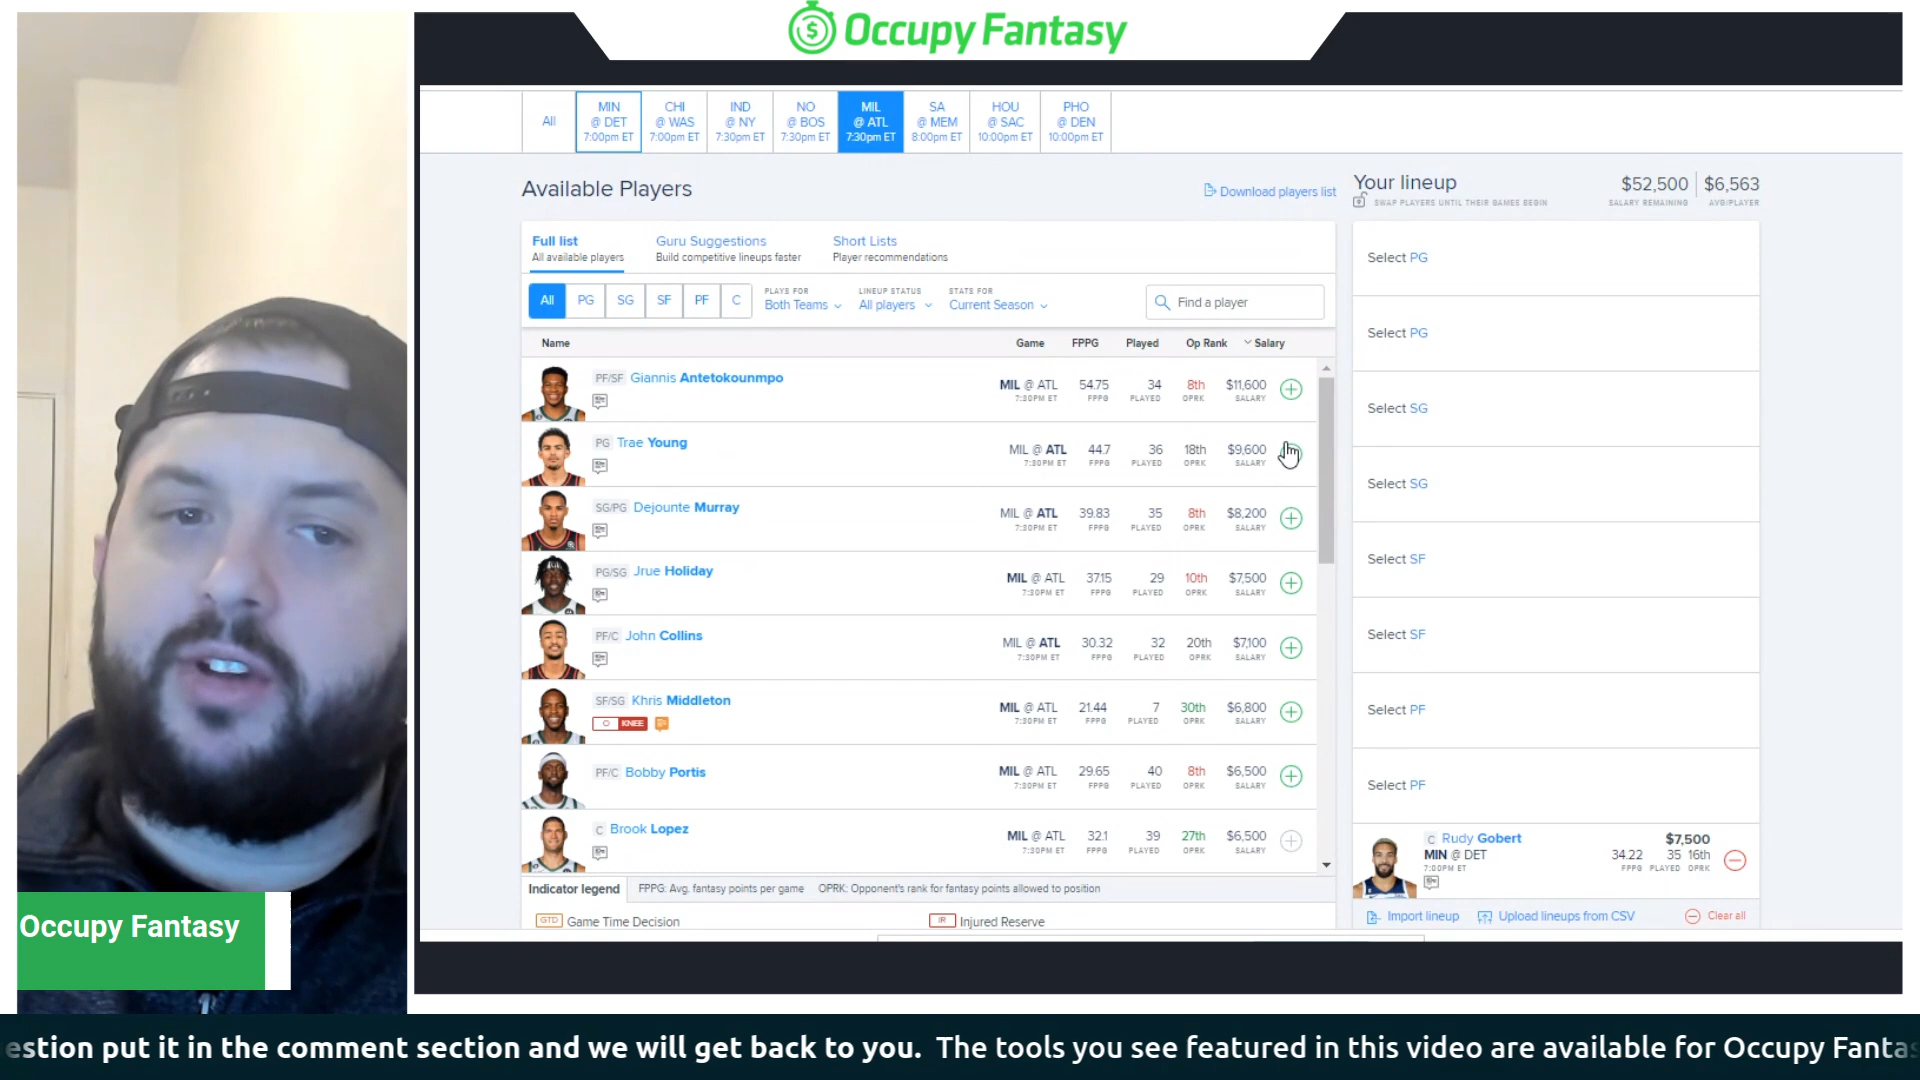 Occupy Fantasy
All
MIN @ DET 7:00pm ET
CHI @ WAS 7:00pm ET
IND @ NY 7:30pm ET
NO @ BOS 7:30pm ET
MIL @ ATL 7:30pm ET
SA @ MEM 8:00pm ET
HOU @ SAC 10:00pm ET
PHO @ DEN 10:00pm ET
Available Players
Download players list
Full list
All available players
Guru Suggestions
Build competitive lineups faster
Short Lists
Player recommendations
All PG SG SF PF C
PLAYS FOR
Both Teams
LINEUP STATUS
All players
STATS FOR
Current Season
Find a player
Name Game FPPG Played Op Rank Salary
PF/SF Giannis Antetokounmpo MIL @ ATL 54.75 34 8th $11,600
7:30PM ET FPPG PLAYED OPRK SALARY
PG Trae Young MIL @ ATL 44.7 36 18th $9,600
7:30PM ET FPPG PLAYED OPRK SALARY
SG/PG Dejounte Murray MIL @ ATL 39.83 35 8th $8,200
7:30PM ET FPPG PLAYED OPRK SALARY
PG/SG Jrue Holiday MIL @ ATL 37.15 29 10th $7,500
7:30PM ET FPPG PLAYED OPRK SALARY
PF/C John Collins MIL @ ATL 30.32 32 20th $7,100
7:30PM ET FPPG PLAYED OPRK SALARY
SF/SG Khris Middleton MIL @ ATL 21.44 7 30th $6,800
O KNEE 7:30PM ET FPPG PLAYED OPRK SALARY
PF/C Bobby Portis MIL @ ATL 29.65 40 8th $6,500
7:30PM ET FPPG PLAYED OPRK SALARY
C Brook Lopez MIL @ ATL 32.1 39 27th $6,500
7:30PM ET FPPG PLAYED OPRK SALARY
Indicator legend FPPG: Avg. fantasy points per game OPRK: Opponent's rank for fantasy points allowed to position
GTD Game Time Decision IR Injured Reserve
Your lineup
SWAP PLAYERS UNTIL THEIR GAMES BEGIN
$52,500 $6,563
SALARY REMAINING AVG/PLAYER
Select PG
Select PG
Select SG
Select SG
Select SF
Select SF
Select PF
Select PF
C Rudy Gobert $7,500
MIN @ DET 34.22 35 16th
7:00PM ET FPPG PLAYED OPRK
Import lineup Upload lineups from CSV Clear all
Occupy Fantasy
estion put it in the comment section and we will get back to you. The tools you see featured in this video are available for Occupy Fantas